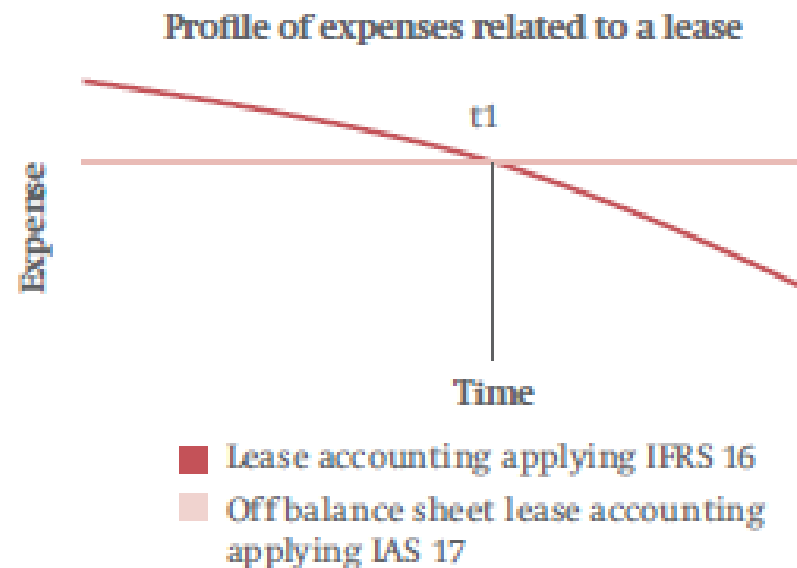 Profile of expenses related to a lease
t1
Expense
Time
Lease accounting applying IFRS 16
Off balance sheet lease accounting
applying IAS 17